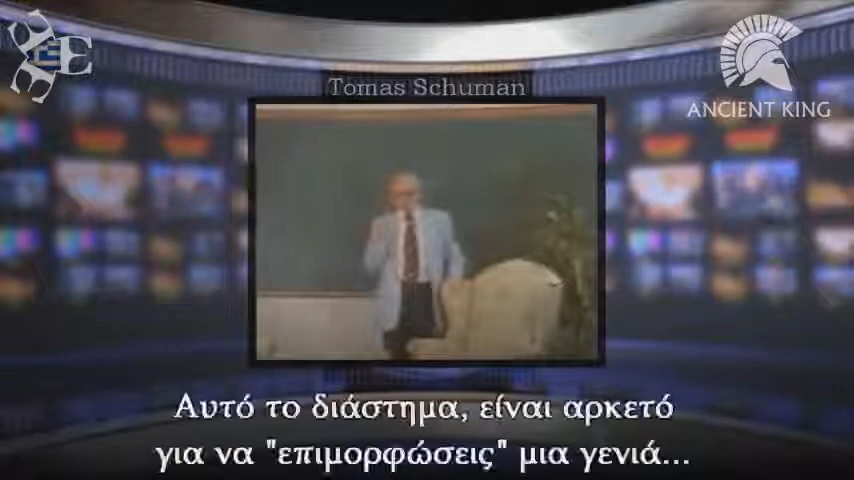 Tomas Schuman
ANCIENT KING
Αυτό το διάστημα, είναι αρκετό
για να "επιμορφώσεις" μια γενιά...